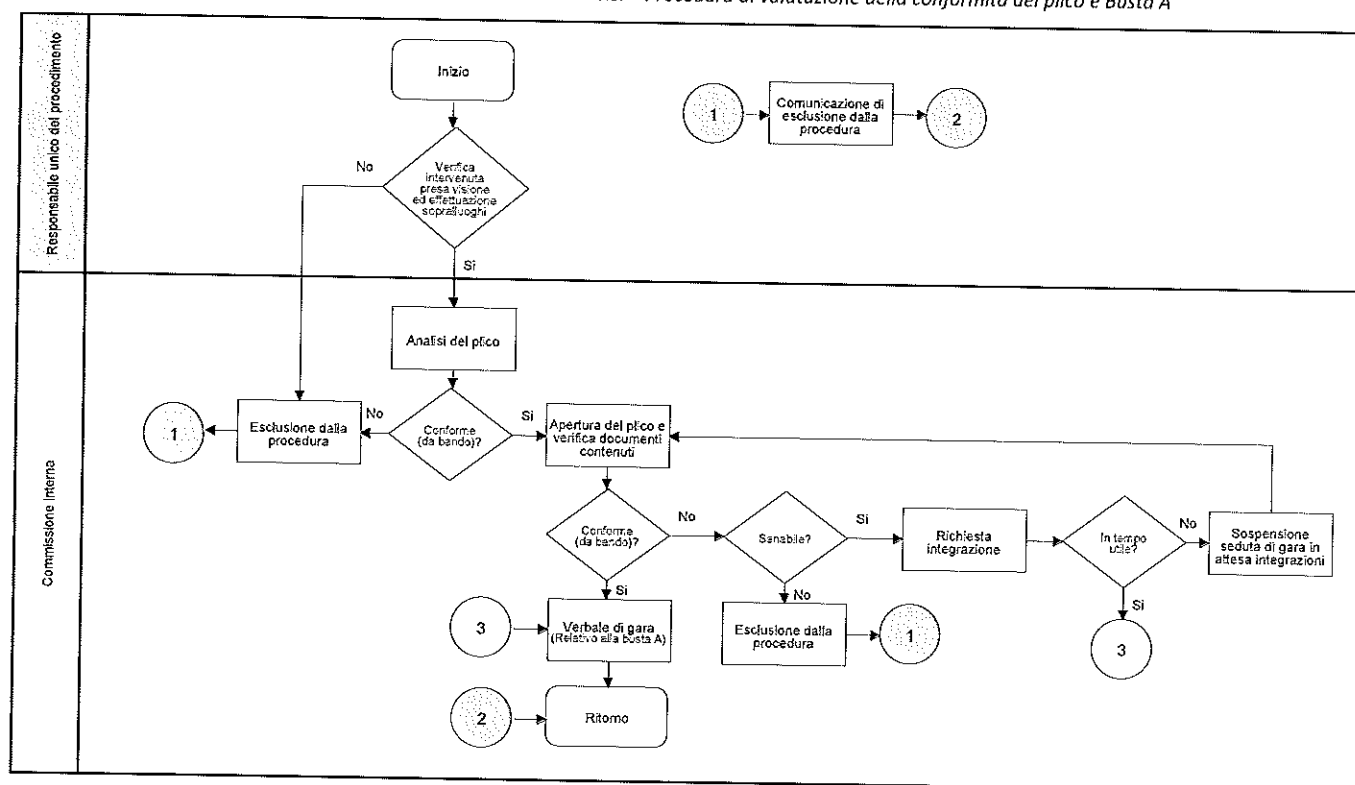 Procedura di valutazione della conformità del plico e Busta A
Responsabile unico del procedimento
Inizio
1
Comunicazione di
esclusione dalla
procedura
2
No
Verifica
intervenuta
presa visione
ed effettuazione
sopralluoghi
Si
Commissione Interna
Analisi del plico
1
Esclusione dalla
procedura
No
Conforme
(da bando)?
Si
Apertura del plico e
verifica documenti
contenuti
Conforme
(da bando)?
No
Sanabile?
Si
Richiesta
integrazione
In tempo
utile?
No
Sospensione
seduta di gara in
attesa integrazioni
Si
No
Si
3
Verbale di gara
(Relativo alla busta A)
Esclusione dalla
procedura
1
3
2
Ritorno